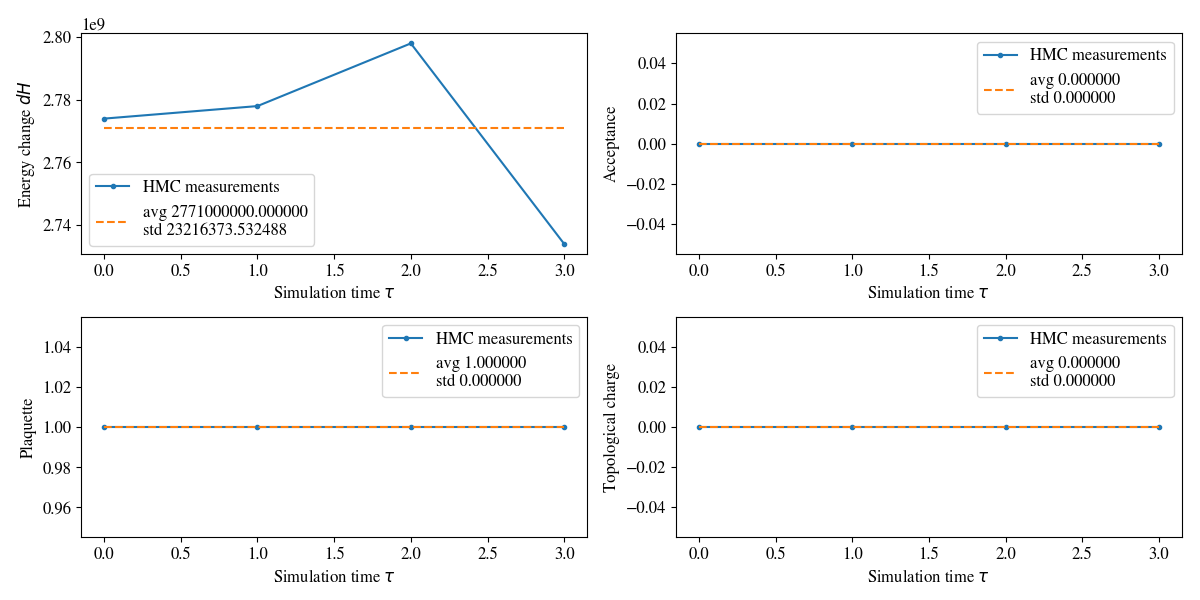 1e9
2.80
2.78
2.76
2.74
Energy change dH
HMC measurements
avg 2771000000.000000
std 23216373.532488
0.0 0.5 1.0 1.5 2.0 2.5 3.0
Simulation time τ
0.04
0.02
0.00
−0.02
−0.04
Acceptance
HMC measurements
avg 0.000000
std 0.000000
0.0 0.5 1.0 1.5 2.0 2.5 3.0
Simulation time τ
1.04
1.02
1.00
0.98
0.96
Plaquette
HMC measurements
avg 1.000000
std 0.000000
0.0 0.5 1.0 1.5 2.0 2.5 3.0
Simulation time τ
0.04
0.02
0.00
−0.02
−0.04
Topological charge
HMC measurements
avg 0.000000
std 0.000000
0.0 0.5 1.0 1.5 2.0 2.5 3.0
Simulation time τ